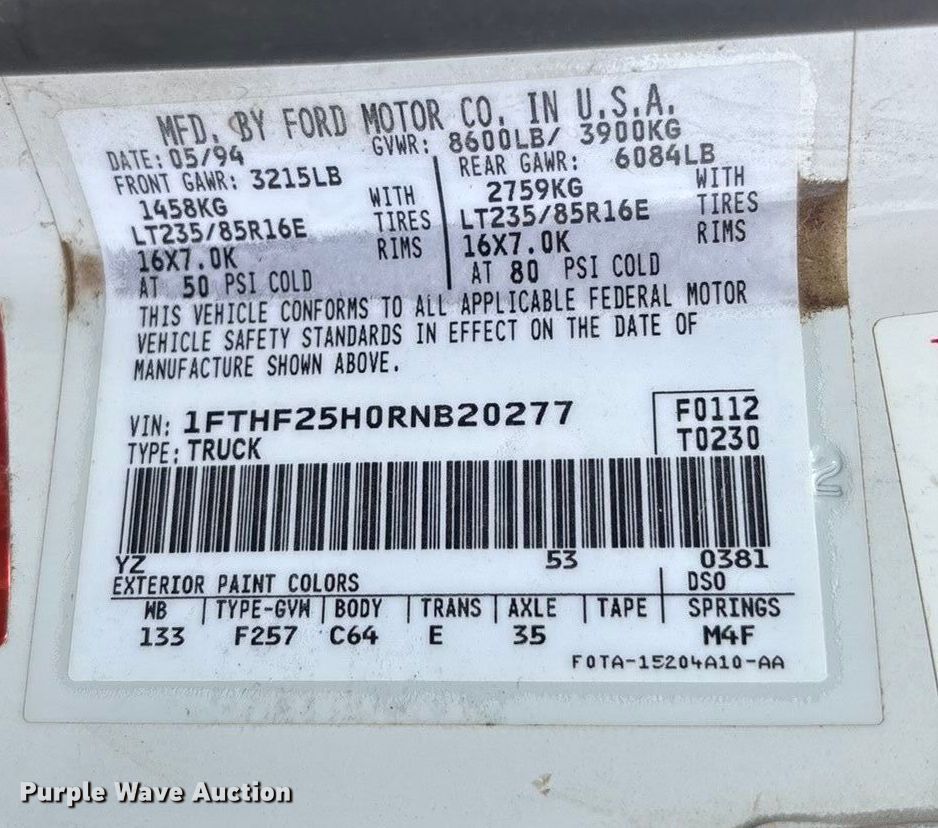 MFD. BY FORD MOTOR CO. IN U.S.A.
DATE: 05/94 GVWR: 8600LB/ 3900KG
FRONT GAWR: 3215LB REAR GAWR: 6084LB
1458KG WITH 2759KG WITH
LT235/85R16E TIRES LT235/85R16E TIRES
16X7.0K RIMS 16X7.0K RIMS
AT 50 PSI COLD AT 80 PSI COLD
THIS VEHICLE CONFORMS TO ALL APPLICABLE FEDERAL MOTOR
VEHICLE SAFETY STANDARDS IN EFFECT ON THE DATE OF
MANUFACTURE SHOWN ABOVE.
VIN: 1FTHF25H0RNB20277 F0112
TYPE: TRUCK T0230
2
YZ 53 0381
EXTERIOR PAINT COLORS DSO
WB TYPE-GVW BODY TRANS AXLE TAPE SPRINGS
133 F257 C64 E 35 M4F
F0TA-15204A10-AA
Purple Wave Auction